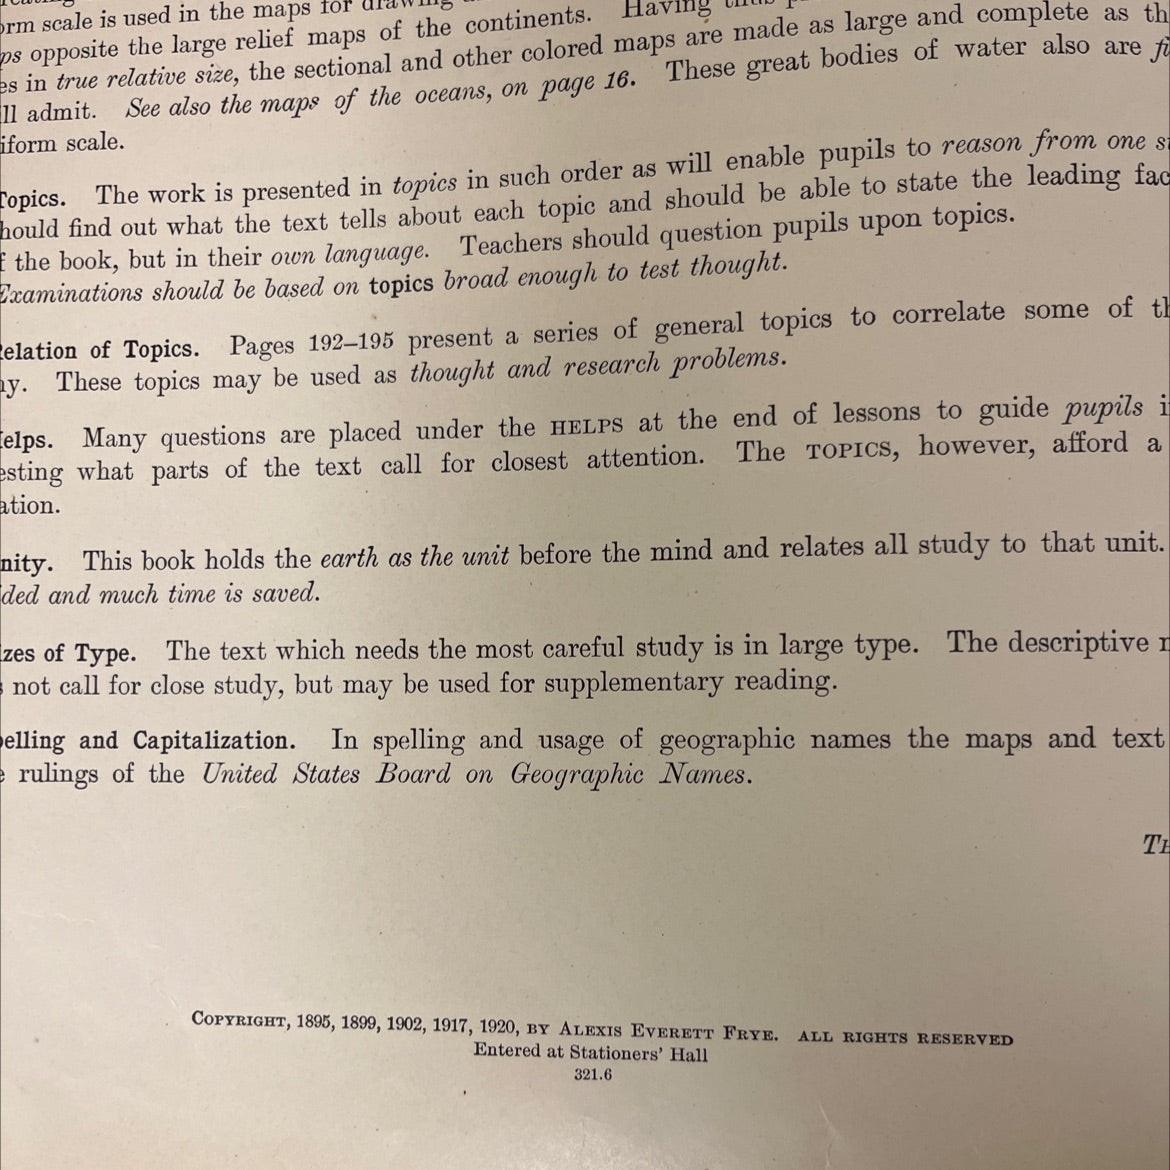 orm scale is used in the maps for
ps opposite the large relief maps of the continents. Having
es in true relative size, the sectional and other colored maps are made as large and complete as th
ll admit. See also the maps of the oceans, on page 16. These great bodies of water also are fi
iform scale.
Topics. The work is presented in topics in such order as will enable pupils to reason from one s
hould find out what the text tells about each topic and should be able to state the leading fac
f the book, but in their own language. Teachers should question pupils upon topics.
Examinations should be based on topics broad enough to test thought.
elation of Topics. Pages 192–195 present a series of general topics to correlate some of th
y. These topics may be used as thought and research problems.
elps. Many questions are placed under the HELPS at the end of lessons to guide pupils i
esting what parts of the text call for closest attention. The TOPICS, however, afford a
ation.
nity. This book holds the earth as the unit before the mind and relates all study to that unit.
ded and much time is saved.
zes of Type. The text which needs the most careful study is in large type. The descriptive
not call for close study, but may be used for supplementary reading.
elling and Capitalization. In spelling and usage of geographic names the maps and text
e rulings of the United States Board on Geographic Names.
TH
COPYRIGHT, 1895, 1899, 1902, 1917, 1920, BY ALEXIS EVERETT FRYE. ALL RIGHTS RESERVED
Entered at Stationers' Hall
321.6